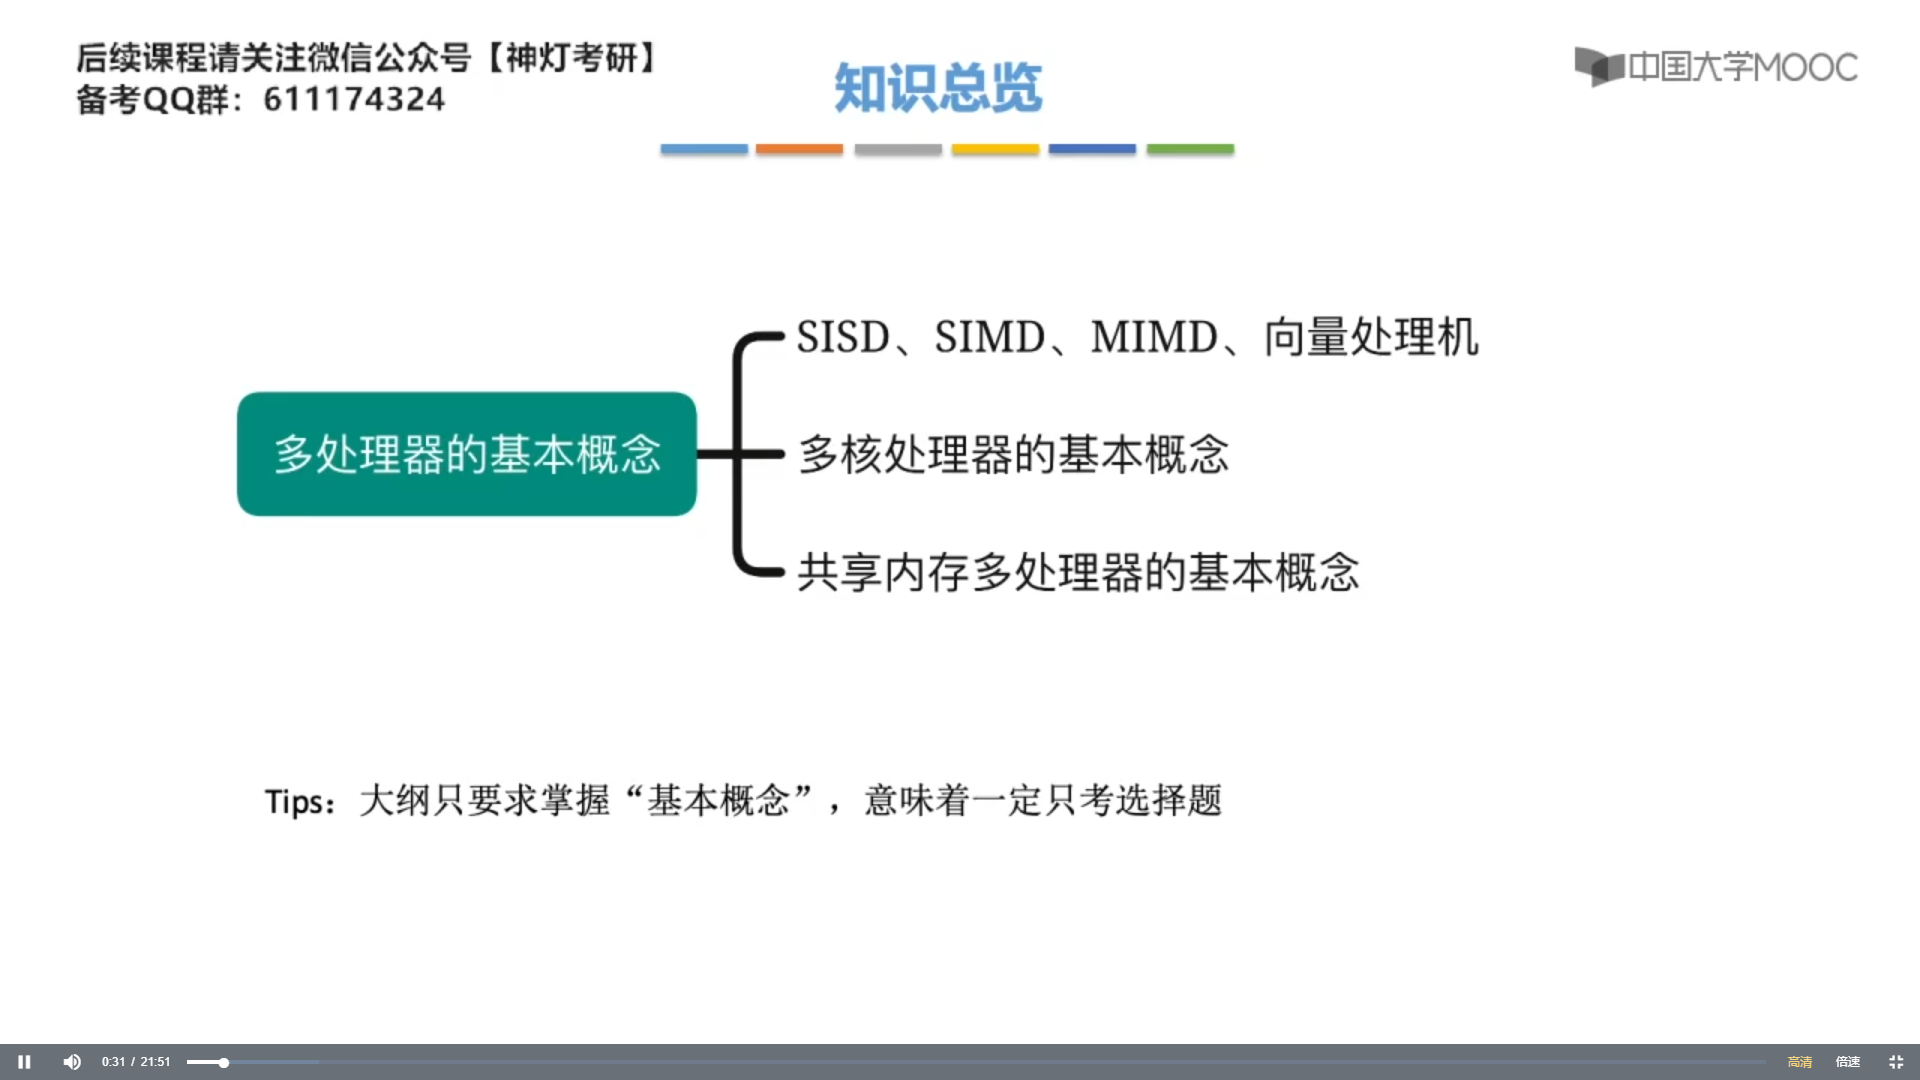 后续课程请关注微信公众号【神灯考研】
备考QQ群：611174324
知识总览
中国大学MOOC
SISD、SIMD、MIMD、向量处理机
多处理器的基本概念
多核处理器的基本概念
共享内存多处理器的基本概念
Tips：大纲只要求掌握“基本概念”，意味着一定只考选择题
0:31 / 21:51
高清
倍速